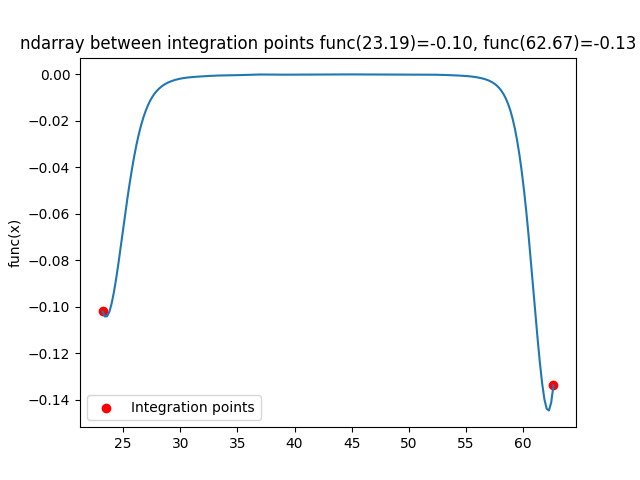 ndarray between integration points func(23.19)=-0.10, func(62.67)=-0.13
0.00
−0.02
−0.04
−0.06
−0.08
−0.10
−0.12
−0.14
func(x)
Integration points
25 30 35 40 45 50 55 60